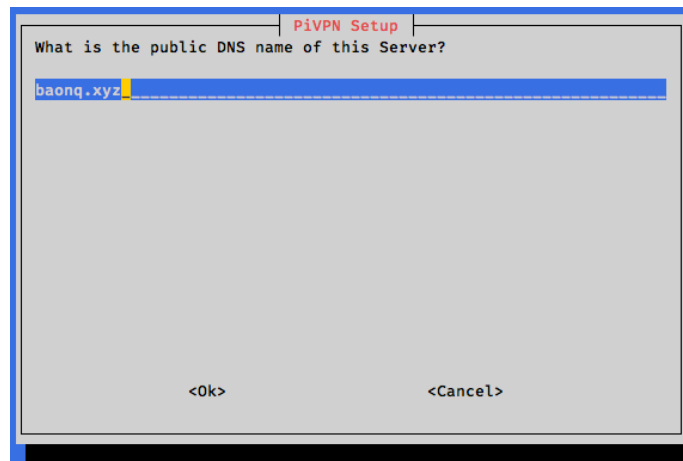 PiVPN Setup
What is the public DNS name of this Server?
baonq.xyz
<Ok> <Cancel>